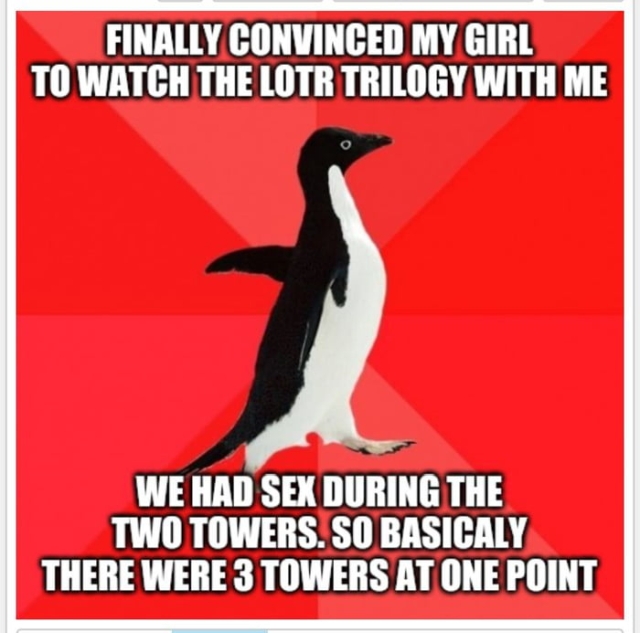 FINALLY CONVINCED MY GIRL
TO WATCH THE LOTR TRILOGY WITH ME
WE HAD SEX DURING THE
TWO TOWERS. SO BASICALY
THERE WERE 3 TOWERS AT ONE POINT